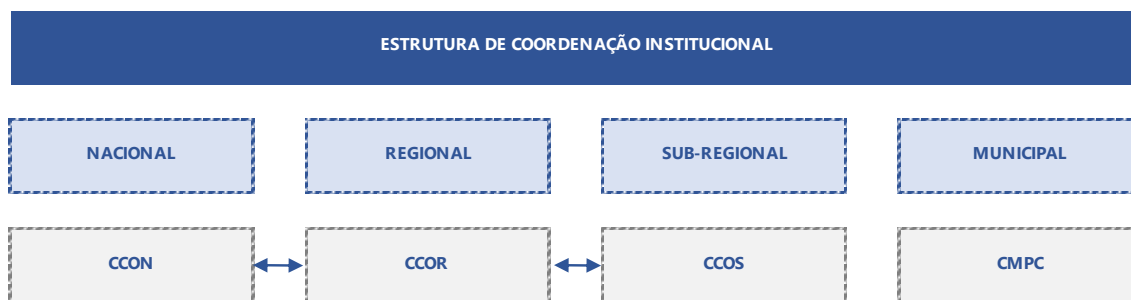 ESTRUTURA DE COORDENAÇÃO INSTITUCIONAL
NACIONAL
REGIONAL
SUB-REGIONAL
MUNICIPAL
CCON
CCOR
CCOS
CMPC